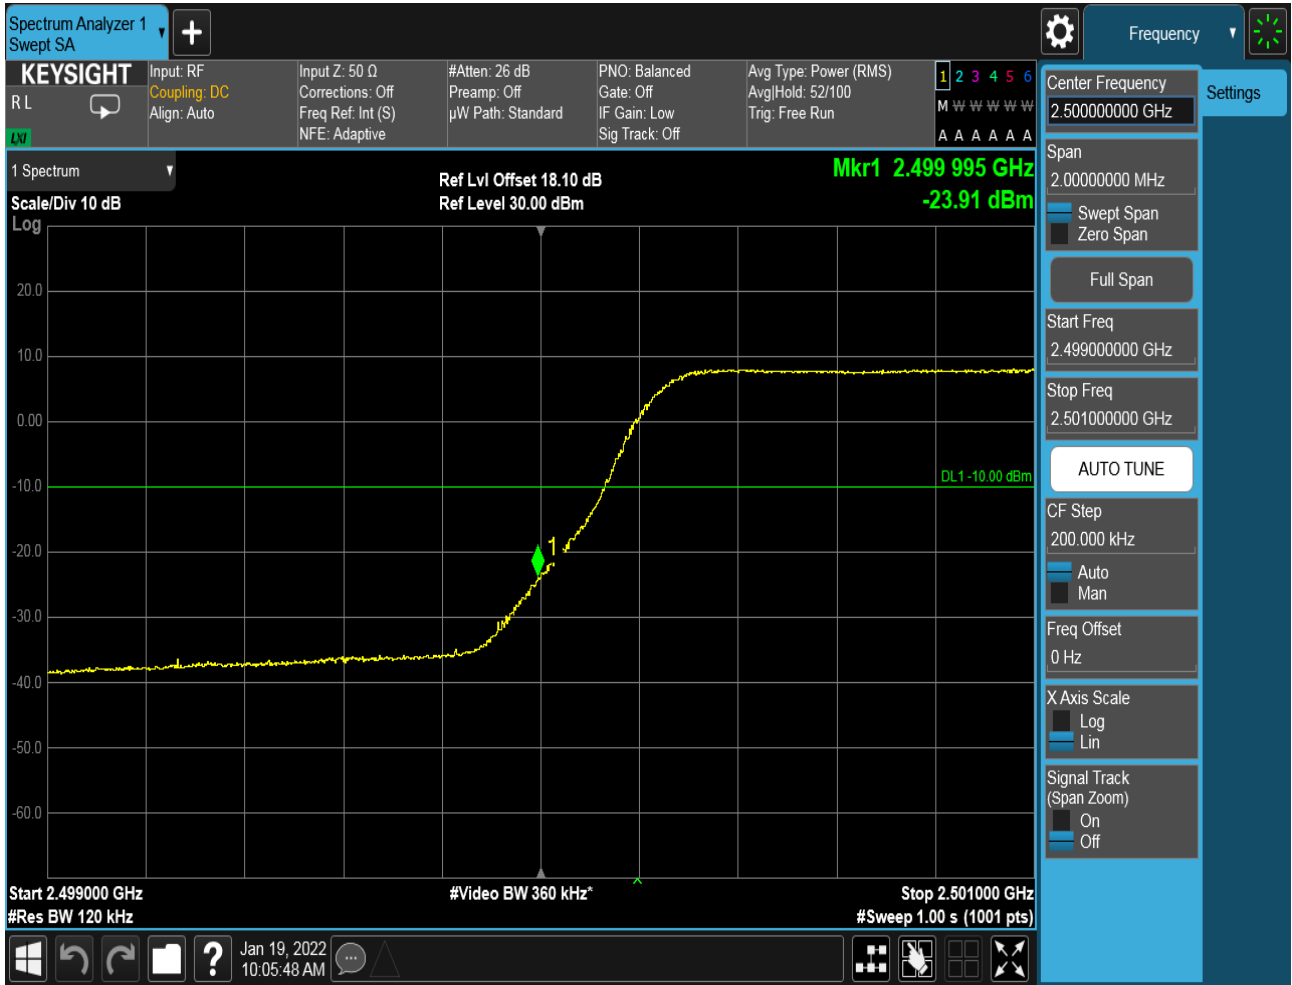 Spectrum Analyzer 1
Swept SA
Frequency
KEYSIGHT
R L
LXI
Input: RF
Coupling: DC
Align: Auto
Input Z: 50 Ω
Corrections: Off
Freq Ref: Int (S)
NFE: Adaptive
#Atten: 26 dB
Preamp: Off
µW Path: Standard
PNO: Balanced
Gate: Off
IF Gain: Low
Sig Track: Off
Avg Type: Power (RMS)
Avg|Hold: 52/100
Trig: Free Run
1 2 3 4 5 6
M W W W W W
A A A A A A
1 Spectrum
Scale/Div 10 dB
Log
Ref Lvl Offset 18.10 dB
Ref Level 30.00 dBm
Mkr1 2.499 995 GHz
-23.91 dBm
20.0
10.0
0.00
-10.0
-20.0
-30.0
-40.0
-50.0
-60.0
DL1 -10.00 dBm
1
Start 2.499000 GHz
#Res BW 120 kHz
#Video BW 360 kHz*
Stop 2.501000 GHz
#Sweep 1.00 s (1001 pts)
Jan 19, 2022
10:05:48 AM
Center Frequency
2.500000000 GHz
Settings
Span
2.00000000 MHz
Swept Span
Zero Span
Full Span
Start Freq
2.499000000 GHz
Stop Freq
2.501000000 GHz
AUTO TUNE
CF Step
200.000 kHz
Auto
Man
Freq Offset
0 Hz
X Axis Scale
Log
Lin
Signal Track
(Span Zoom)
On
Off